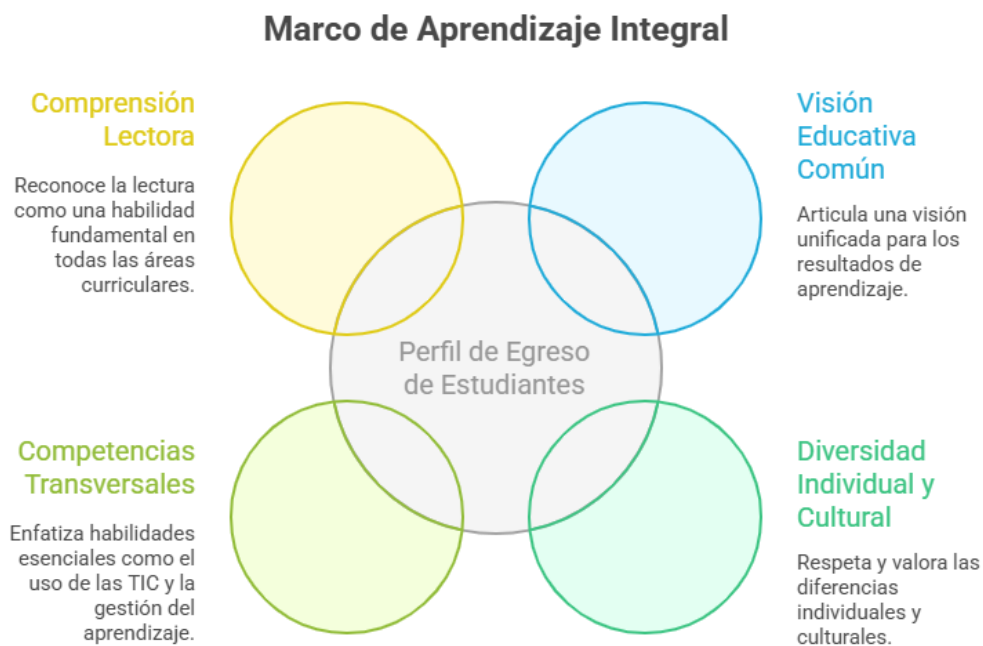 Marco de Aprendizaje Integral
Comprensión
Lectora
Reconoce la lectura
como una habilidad
fundamental en
todas las áreas
curriculares.
Visión
Educativa
Común
Articula una visión
unificada para los
resultados de
aprendizaje.
Perfil de Egreso
de Estudiantes
Competencias
Transversales
Enfatiza habilidades
esenciales como el
uso de las TIC y la
gestión del
aprendizaje.
Diversidad
Individual y
Cultural
Respeta y valora las
diferencias
individuales y
culturales.